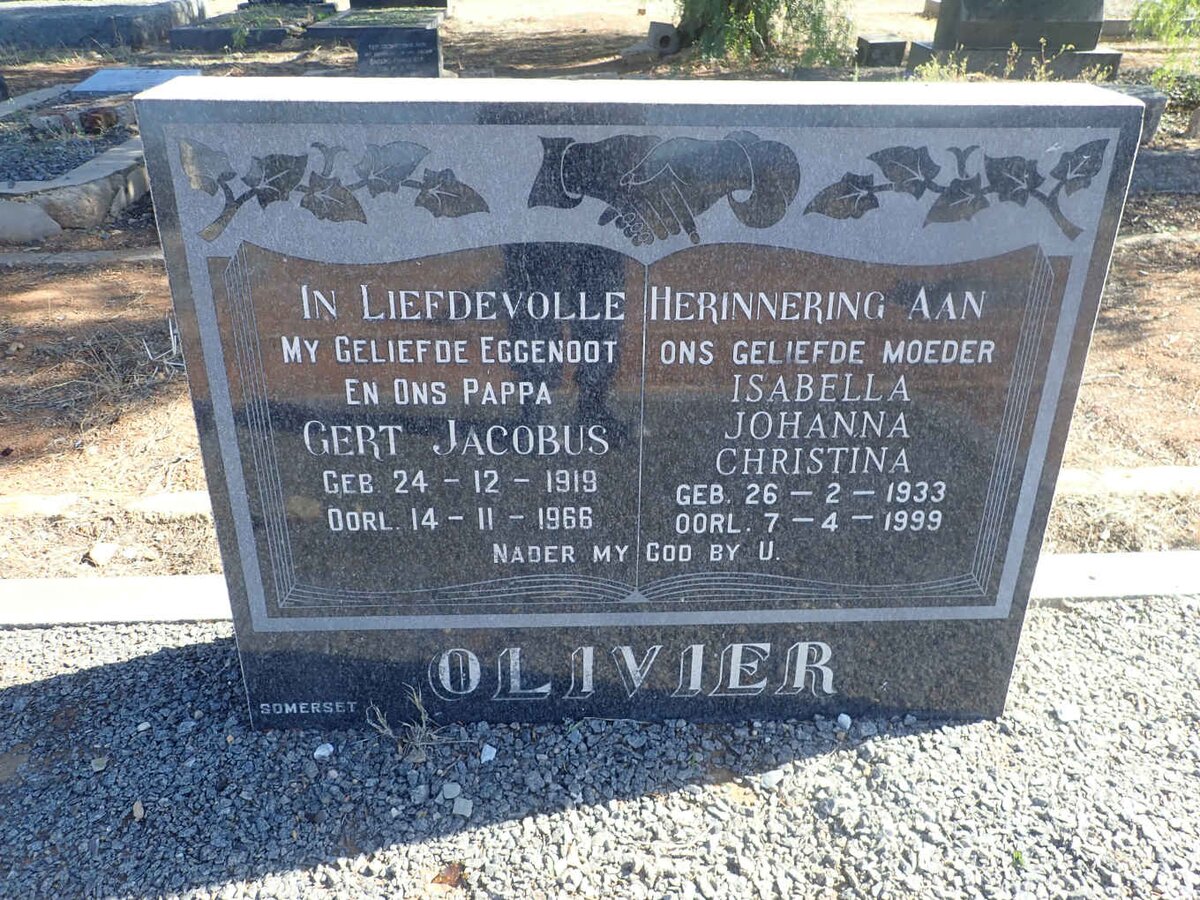 IN LIEFDEVOLLE HERINNERING AAN
MY GELIEFDE EGGENOOT
EN ONS PAPPA
GERT JACOBUS
GEB. 24 – 12 – 1919
OORL. 14 – 11 – 1966
ONS GELIEFDE MOEDER
ISABELLA
JOHANNA
CHRISTINA
GEB. 26 – 2 – 1933
OORL. 7 – 4 – 1999
NADER MY GOD BY U.
OLIVIER
SOMERSET